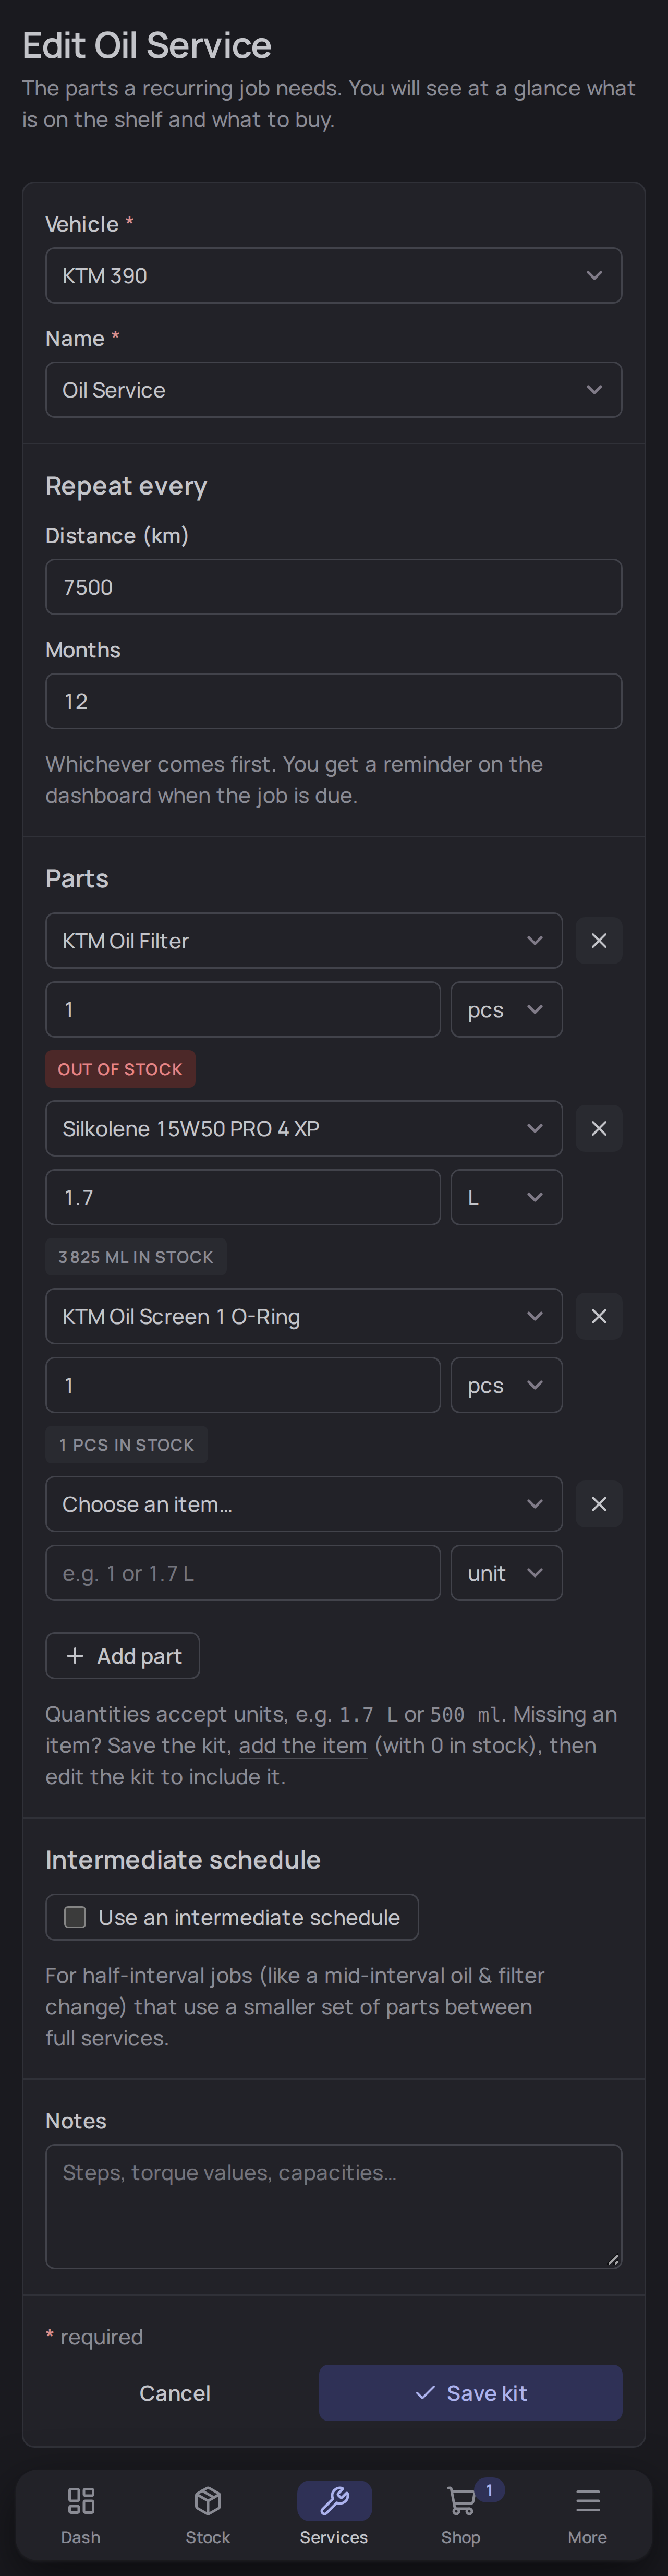 Edit Oil Service
The parts a recurring job needs. You will see at a glance what
is on the shelf and what to buy.
Vehicle *
KTM 390
Name *
Oil Service
Repeat every
Distance (km)
7500
Months
12
Whichever comes first. You get a reminder on the
dashboard when the job is due.
Parts
KTM Oil Filter
1
pcs
OUT OF STOCK
Silkolene 15W50 PRO 4 XP
1.7
L
3 825 ML IN STOCK
KTM Oil Screen 1 O-Ring
1
pcs
1 PCS IN STOCK
Choose an item…
e.g. 1 or 1.7 L
unit
Add part
Quantities accept units, e.g. 1.7 L or 500 ml. Missing an
item? Save the kit, add the item (with 0 in stock), then
edit the kit to include it.
Intermediate schedule
Use an intermediate schedule
For half-interval jobs (like a mid-interval oil & filter
change) that use a smaller set of parts between
full services.
Notes
Steps, torque values, capacities…
* required
Cancel
Save kit
1
Dash
Stock
Services
Shop
More